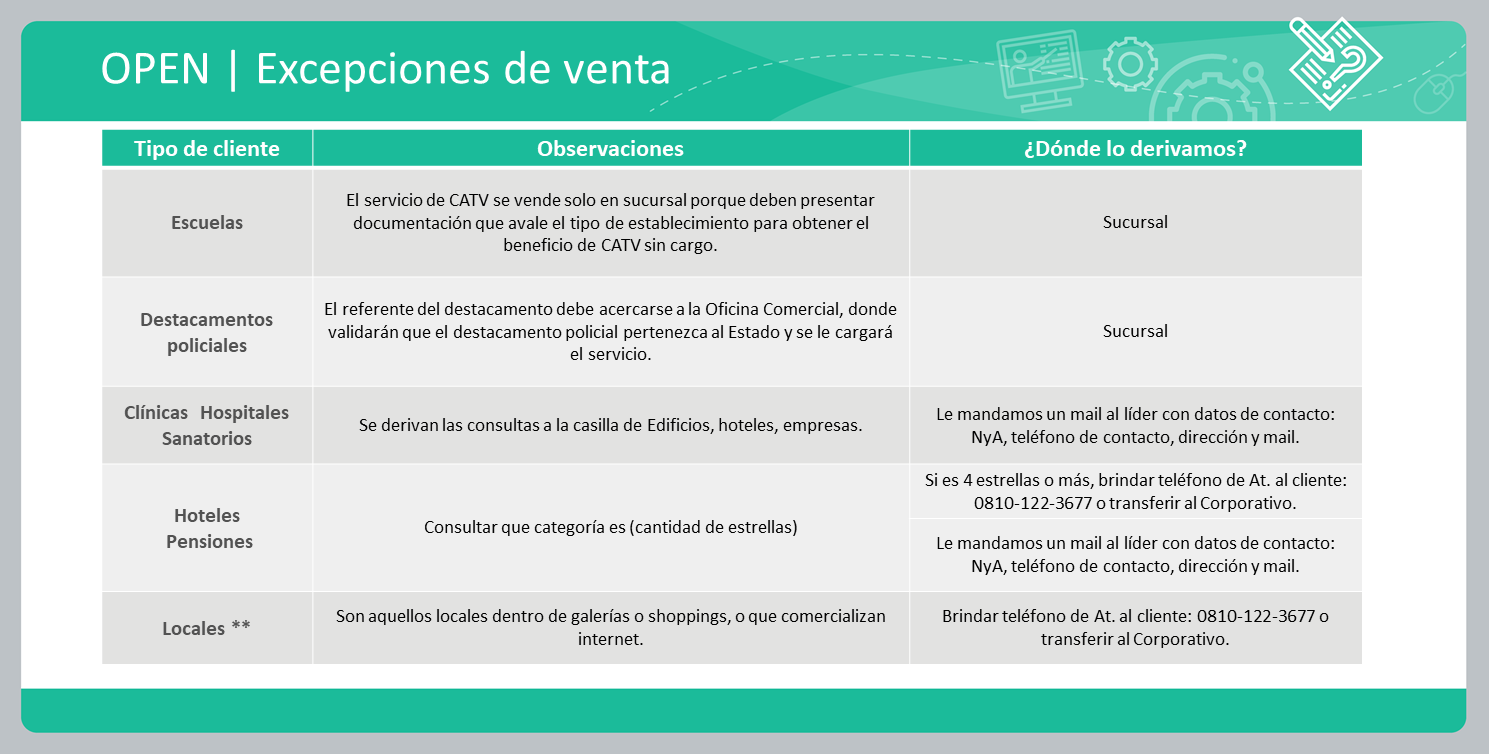 OPEN | Excepciones de venta
Tipo de cliente
Observaciones
¿Dónde lo derivamos?
Escuelas
El servicio de CATV se vende solo en sucursal porque deben presentar
documentación que avale el tipo de establecimiento para obtener el
beneficio de CATV sin cargo.
Sucursal
Destacamentos
policiales
El referente del destacamento debe acercarse a la Oficina Comercial, donde
validarán que el destacamento policial pertenezca al Estado y se le cargará
el servicio.
Sucursal
Clínicas Hospitales
Sanatorios
Se derivan las consultas a la casilla de Edificios, hoteles, empresas.
Le mandamos un mail al líder con datos de contacto:
NyA, teléfono de contacto, dirección y mail.
Hoteles
Pensiones
Consultar que categoría es (cantidad de estrellas)
Si es 4 estrellas o más, brindar teléfono de At. al cliente:
0810-122-3677 o transferir al Corporativo.
Le mandamos un mail al líder con datos de contacto:
NyA, teléfono de contacto, dirección y mail.
Locales **
Son aquellos locales dentro de galerías o shoppings, o que comercializan
internet.
Brindar teléfono de At. al cliente: 0810-122-3677 o
transferir al Corporativo.